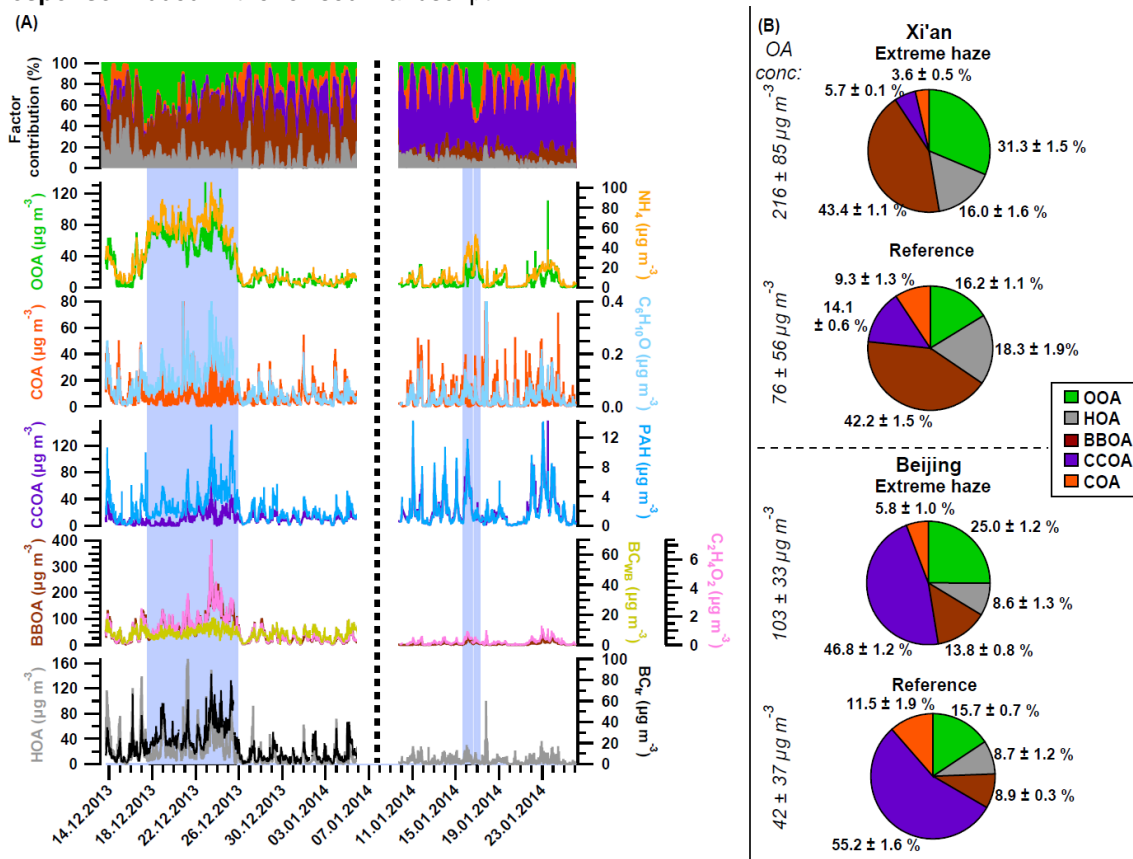 (A)
Factor
contribution (%)
100
80
60
40
20
0
OOA (µg m-3)
120
80
40
0
100
80
60
40
20
0
NH4 (µg m-3)
COA (µg m-3)
80
60
40
20
0
0.4
0.2
0.0
C6H10O (µg m-3)
CCOA (µg m-3)
120
80
40
0
12
8
4
0
PAH (µg m-3)
BBOA (µg m-3)
400
300
200
100
0
60
40
20
0
BCWB (µg m-3)
6
4
2
0
C2H4O2 (µg m-3)
HOA (µg m-3)
160
120
80
40
0
100
80
60
40
20
0
BCtr (µg m-3)
14.12.2013
18.12.2013
22.12.2013
26.12.2013
30.12.2013
03.01.2014
07.01.2014
11.01.2014
15.01.2014
19.01.2014
23.01.2014
(B)
OA
conc:
Xi'an
Extreme haze
216 ± 85 µg m-3
3.6 ± 0.5 %
5.7 ± 0.1 %
31.3 ± 1.5 %
43.4 ± 1.1 %
16.0 ± 1.6 %
Reference
76 ± 56 µg m-3
9.3 ± 1.3 %
16.2 ± 1.1 %
14.1
± 0.6 %
18.3 ± 1.9%
42.2 ± 1.5 %
OOA
HOA
BBOA
CCOA
COA
Beijing
Extreme haze
103 ± 33 µg m-3
5.8 ± 1.0 %
25.0 ± 1.2 %
8.6 ± 1.3 %
46.8 ± 1.2 %
13.8 ± 0.8 %
Reference
42 ± 37 µg m-3
11.5 ± 1.9 %
15.7 ± 0.7 %
8.7 ± 1.2 %
8.9 ± 0.3 %
55.2 ± 1.6 %